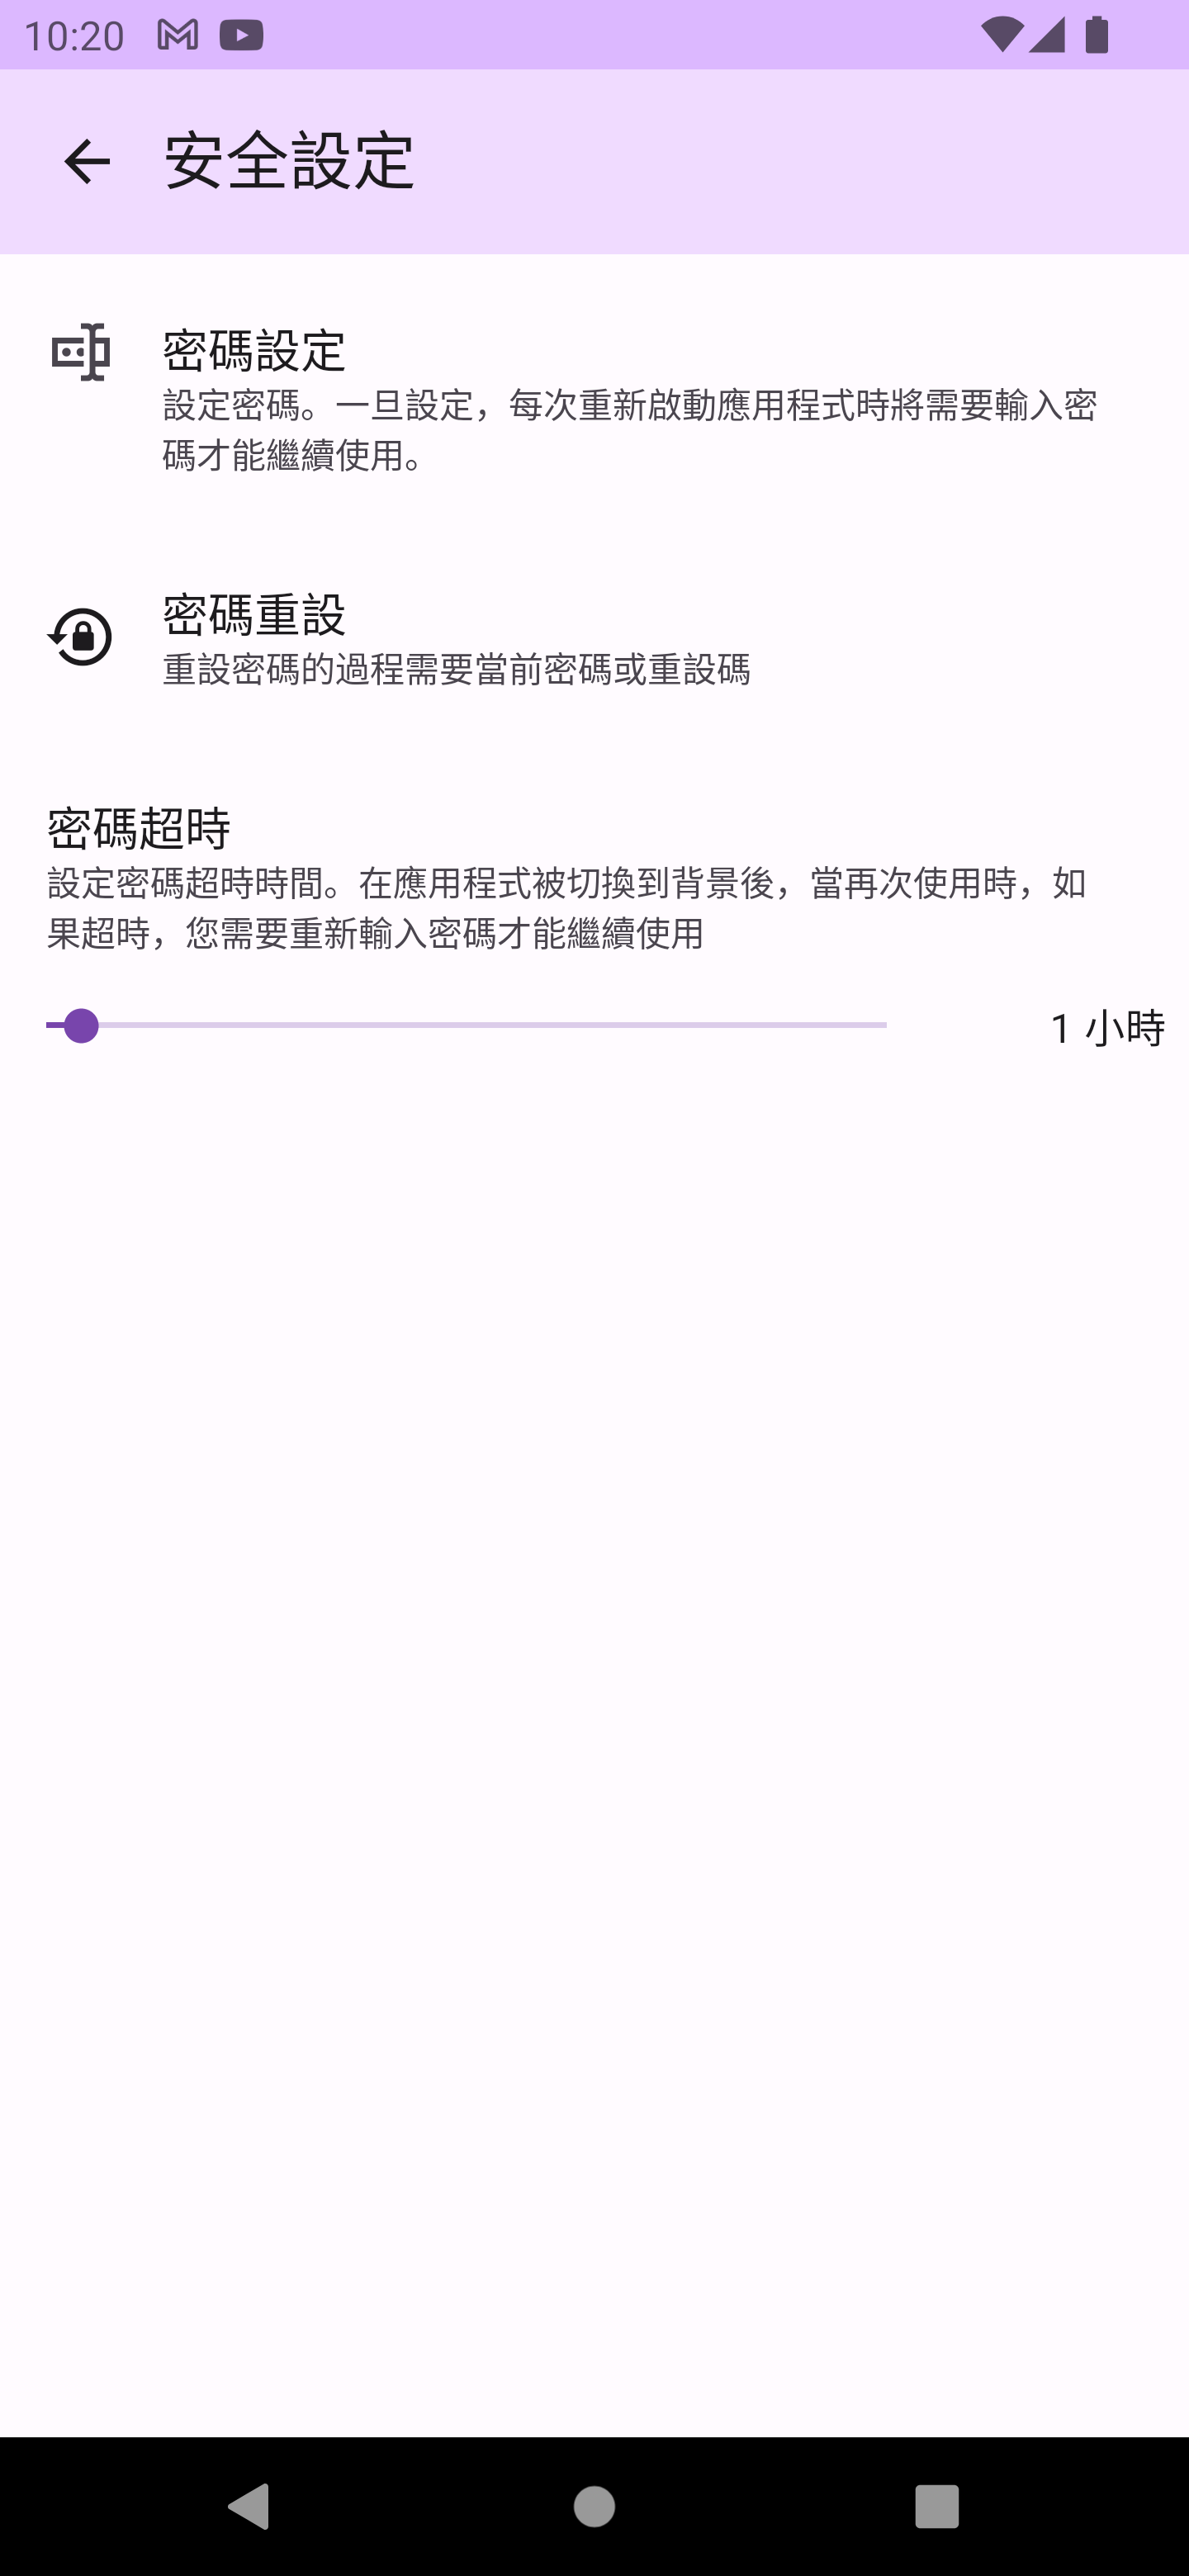 10:20
安全設定
密碼設定
設定密碼。一旦設定，每次重新啟動應用程式時將需要輸入密
碼才能繼續使用。
密碼重設
重設密碼的過程需要當前密碼或重設碼
密碼超時
設定密碼超時時間。在應用程式被切換到背景後，當再次使用時，如
果超時，您需要重新輸入密碼才能繼續使用
1 小時